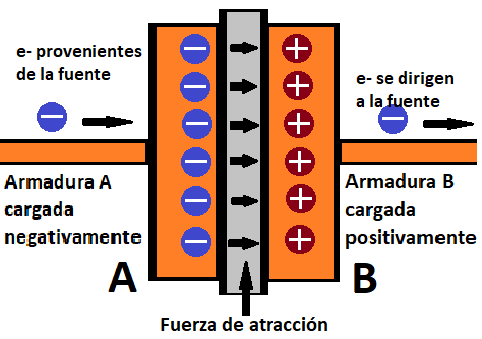 e- provenientes
de la fuente
e- se dirigen
a la fuente
Armadura A
cargada
negativamente
Armadura B
cargada
positivamente
A
B
Fuerza de atracción